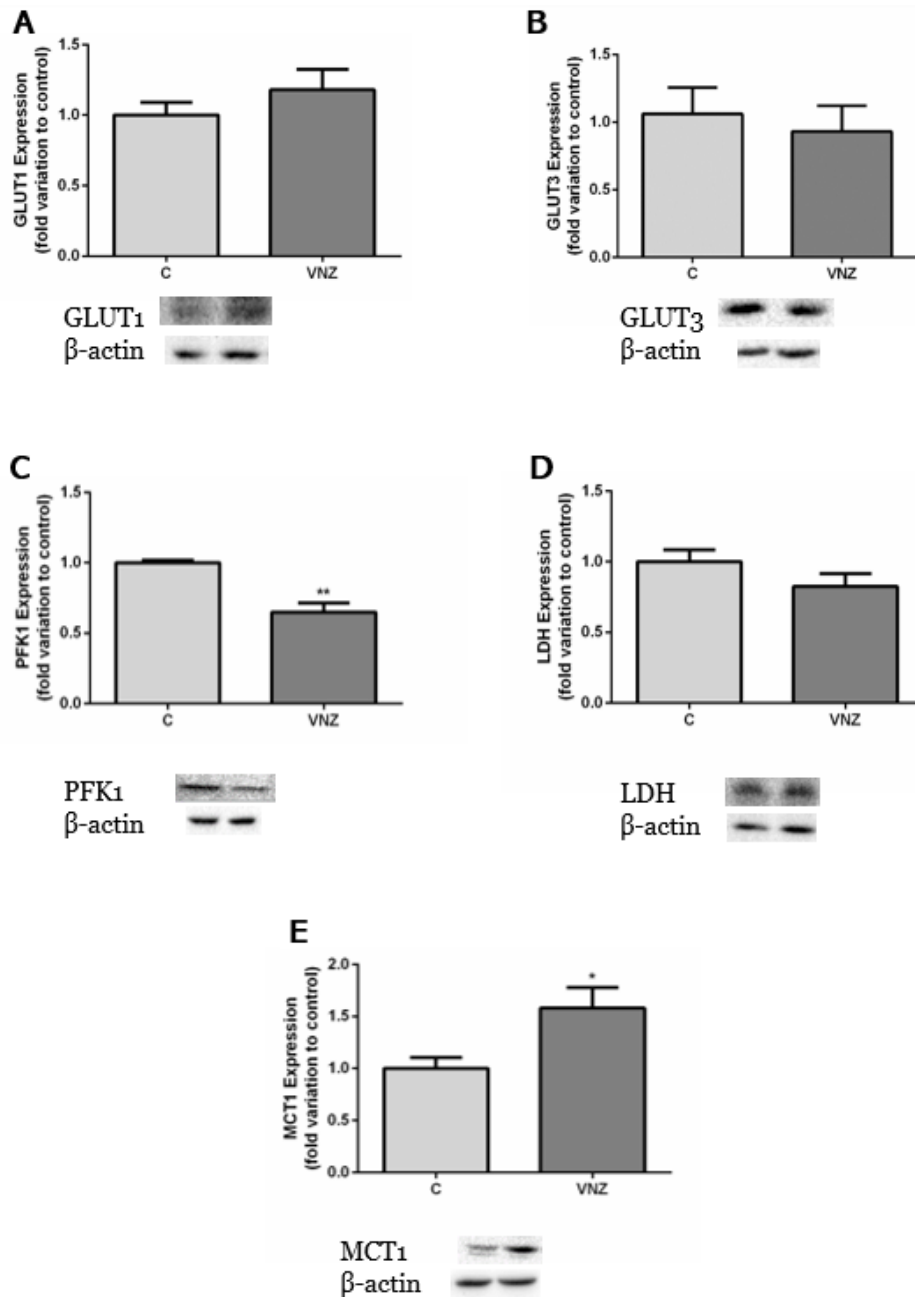 A
GLUT1 Expression
(fold variation to control)
1.5
1.0
0.5
0.0
C
VNZ
GLUT1
β-actin
B
GLUT3 Expression
(fold variation to control)
1.5
1.0
0.5
0.0
C
VNZ
GLUT3
β-actin
C
PFK1 Expression
(fold variation to control)
1.5
1.0
0.5
0.0
**
C
VNZ
PFK1
β-actin
D
LDH Expression
(fold variation to control)
1.5
1.0
0.5
0.0
C
VNZ
LDH
β-actin
E
MCT1 Expression
(fold variation to control)
2.0
1.5
1.0
0.5
0.0
*
C
VNZ
MCT1
β-actin